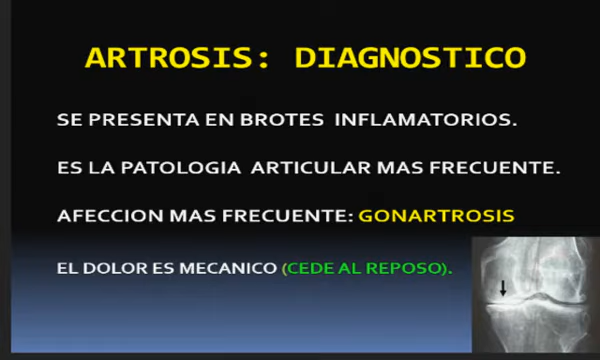 ARTROSIS: DIAGNOSTICO
SE PRESENTA EN BROTES INFLAMATORIOS.
ES LA PATOLOGIA ARTICULAR MAS FRECUENTE.
AFECCION MAS FRECUENTE: GONARTROSIS
EL DOLOR ES MECANICO (CEDE AL REPOSO).